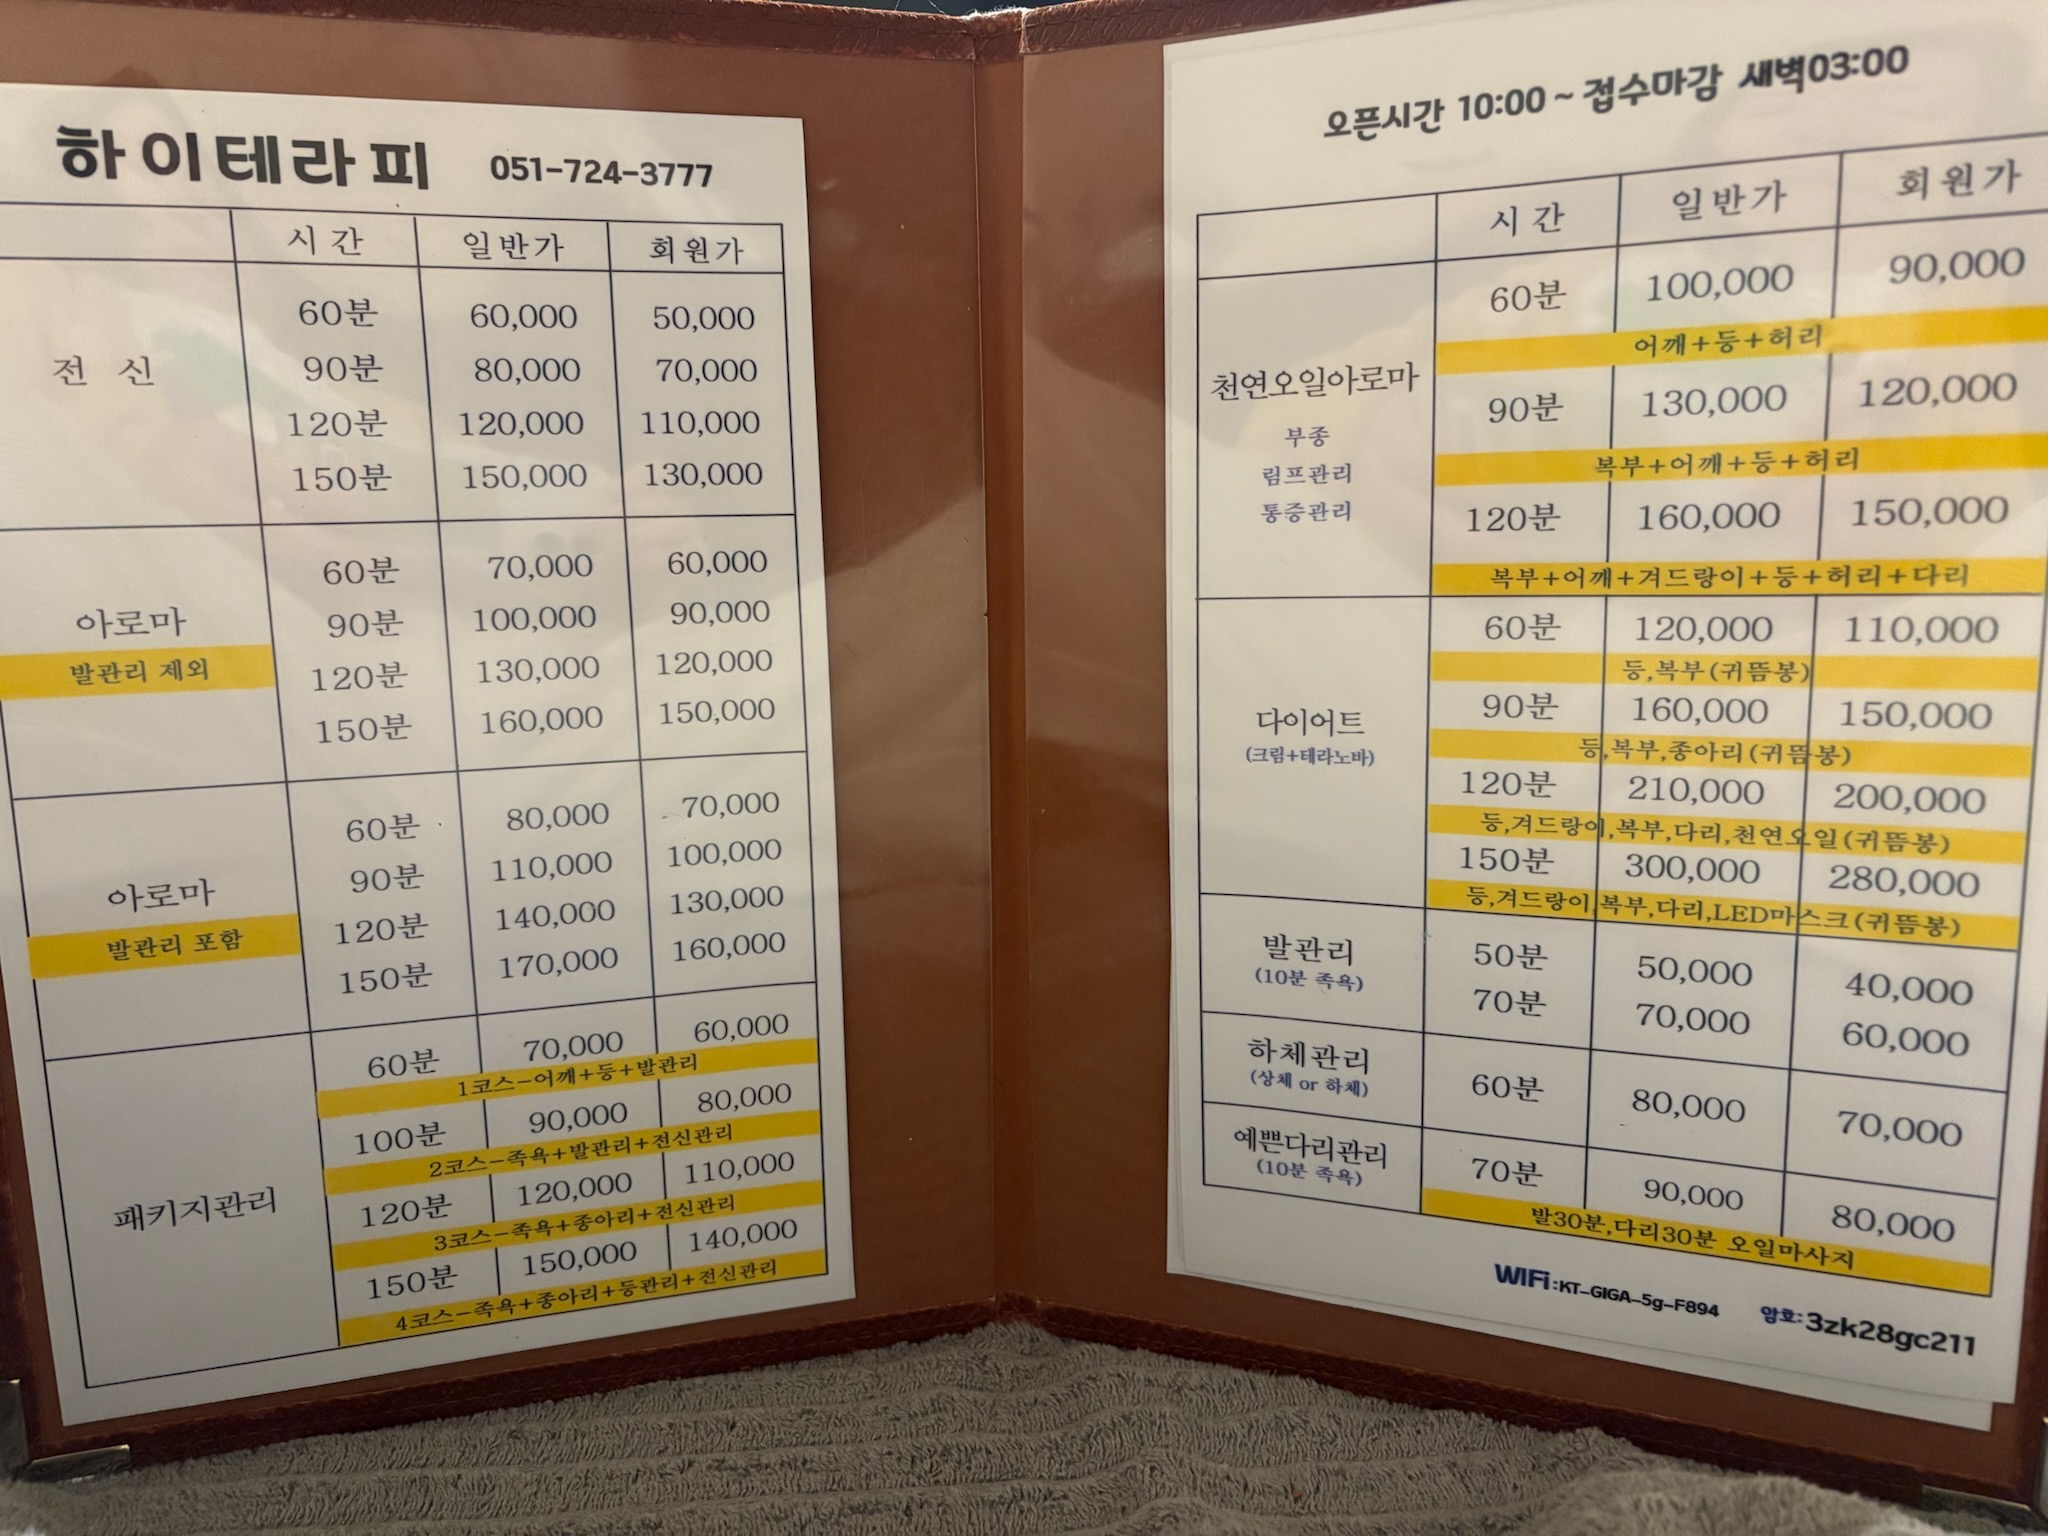 하이테라피 051-724-3777
시간 일반가 회원가
전 신
60분 60,000 50,000
90분 80,000 70,000
120분 120,000 110,000
150분 150,000 130,000
아로마
발관리 제외
60분 70,000 60,000
90분 100,000 90,000
120분 130,000 120,000
150분 160,000 150,000
아로마
발관리 포함
60분 80,000 70,000
90분 110,000 100,000
120분 140,000 130,000
150분 170,000 160,000
패키지관리
60분 70,000 60,000
1코스-어깨+등+발관리
100분 90,000 80,000
2코스-족욕+발관리+전신관리
120분 120,000 110,000
3코스-족욕+종아리+전신관리
150분 150,000 140,000
4코스-족욕+종아리+등관리+전신관리
오픈시간 10:00 ~ 접수마감 새벽03:00
시간 일반가 회원가
천연오일아로마
부종
림프관리
통증관리
60분 100,000 90,000
어깨+등+허리
90분 130,000 120,000
복부+어깨+등+허리
120분 160,000 150,000
복부+어깨+겨드랑이+등+허리+다리
다이어트
(크림+테라노바)
60분 120,000 110,000
등,복부(귀뜸봉)
90분 160,000 150,000
등,복부,종아리(귀뜸봉)
120분 210,000 200,000
등,겨드랑이,복부,다리,천연오일(귀뜸봉)
150분 300,000 280,000
등,겨드랑이,복부,다리,LED마스크(귀뜸봉)
발관리
(10분 족욕)
50분 50,000 40,000
70분 70,000 60,000
하체관리
(상체 or 하체)
60분 80,000 70,000
예쁜다리관리
(10분 족욕)
70분 90,000 80,000
발30분,다리30분 오일마사지
WIFi:KT-GIGA-5g-F894 암호:3zk28gc211